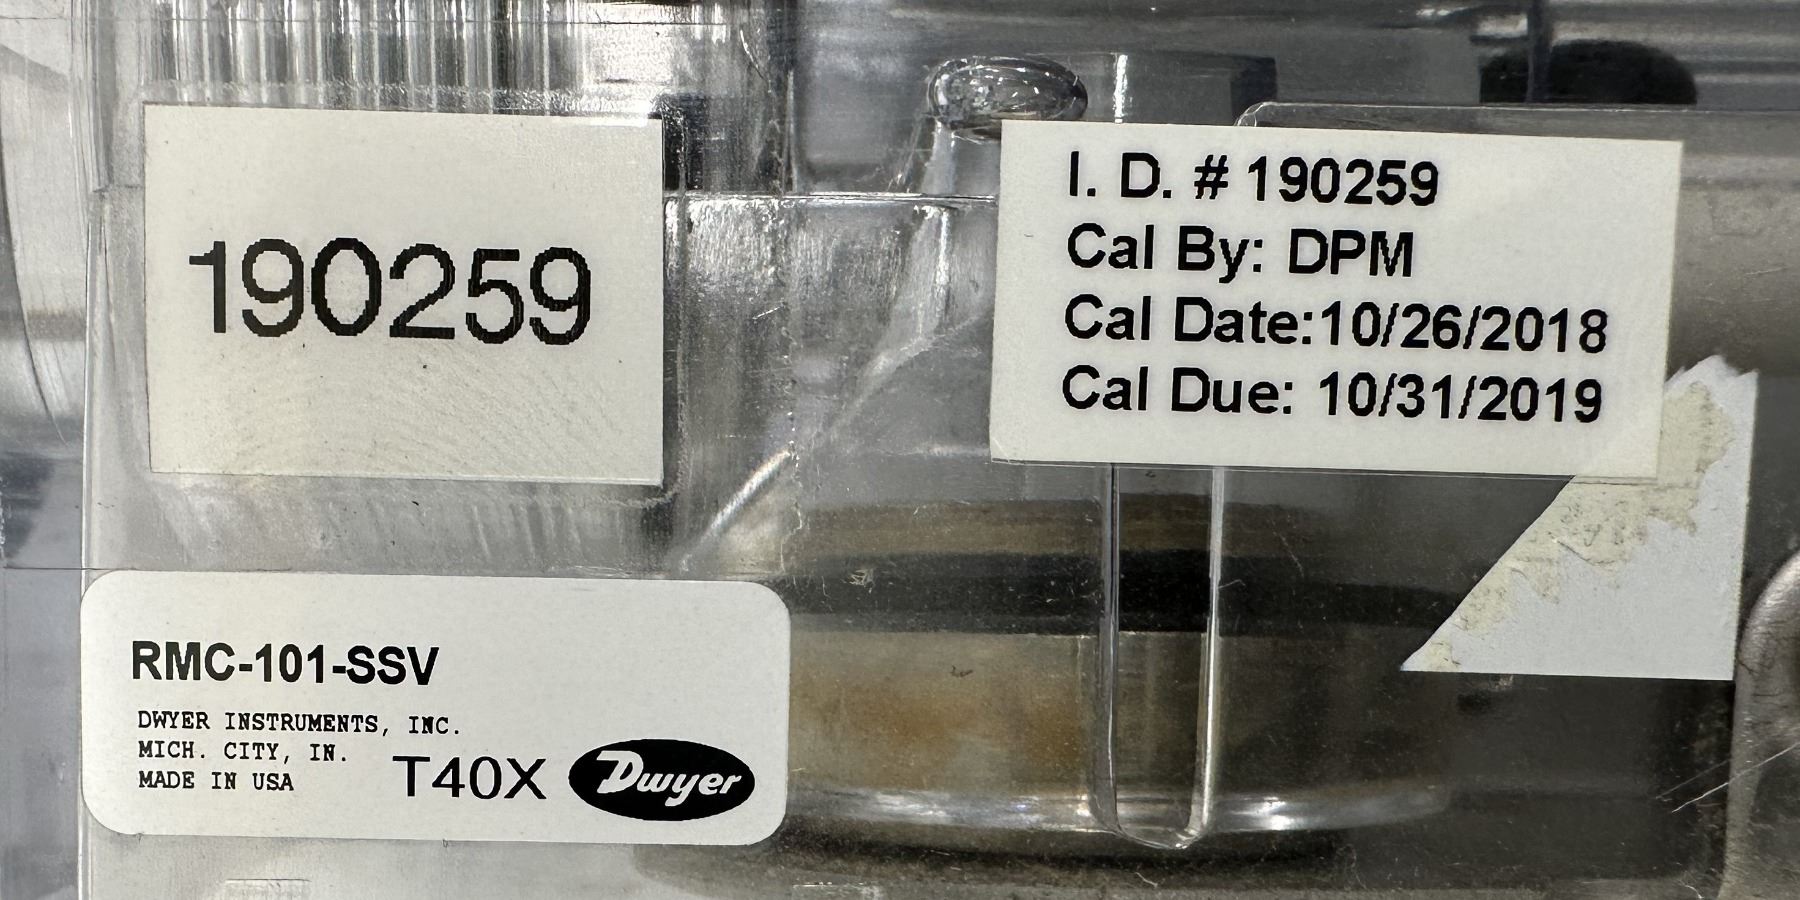 190259
I. D. # 190259
Cal By: DPM
Cal Date:10/26/2018
Cal Due: 10/31/2019
RMC-101-SSV
DWYER INSTRUMENTS, INC.
MICH. CITY, IN.
MADE IN USA
T40X
Dwyer